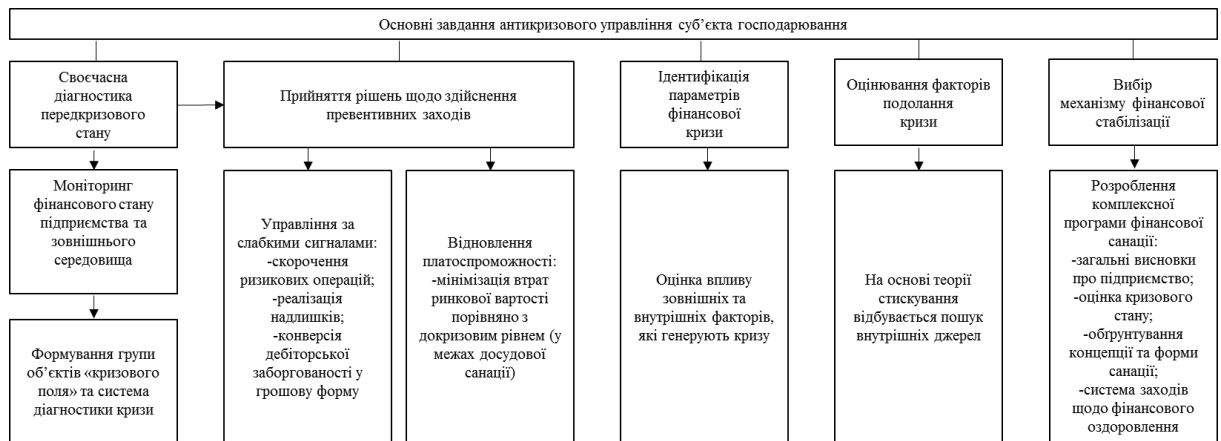 Основні завдання антикризового управління суб’єкта господарювання
Своєчасна
діагностика
передкризового
стану
Прийняття рішень щодо здійснення
превентивних заходів
Ідентифікація
параметрів
фінансової
кризи
Оцінювання факторів
подолання
кризи
Вибір
механізму фінансової
стабілізації
Моніторинг
фінансового стану
підприємства та
зовнішнього
середовища
Формування групи
об’єктів «кризового
поля» та система
діагностики кризи
Управління за
слабкими сигналами:
-скорочення
ризикових операцій;
-реалізація
надлишків;
-конверсія
дебіторської
заборгованості у
грошову форму
Відновлення
платоспроможності:
-мінімізація втрат
ринкової вартості
порівняно з
докризовим рівнем (у
межах досудової
санації)
Оцінка впливу
зовнішніх та
внутрішніх факторів,
які генерують кризу
На основі теорії
стискування
відбувається пошук
внутрішніх джерел
Розроблення
комплексної
програми фінансової
санації:
-загальні висновки
про підприємство;
-оцінка кризового
стану;
-обґрунтування
концепції та форми
санації;
-система заходів
щодо фінансового
оздоровлення